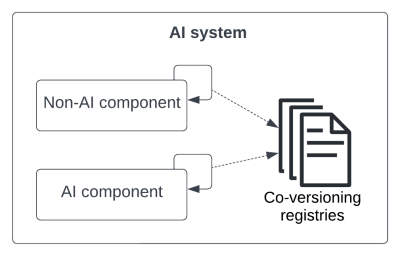 AI system
Non-AI component
AI component
Co-versioning
registries